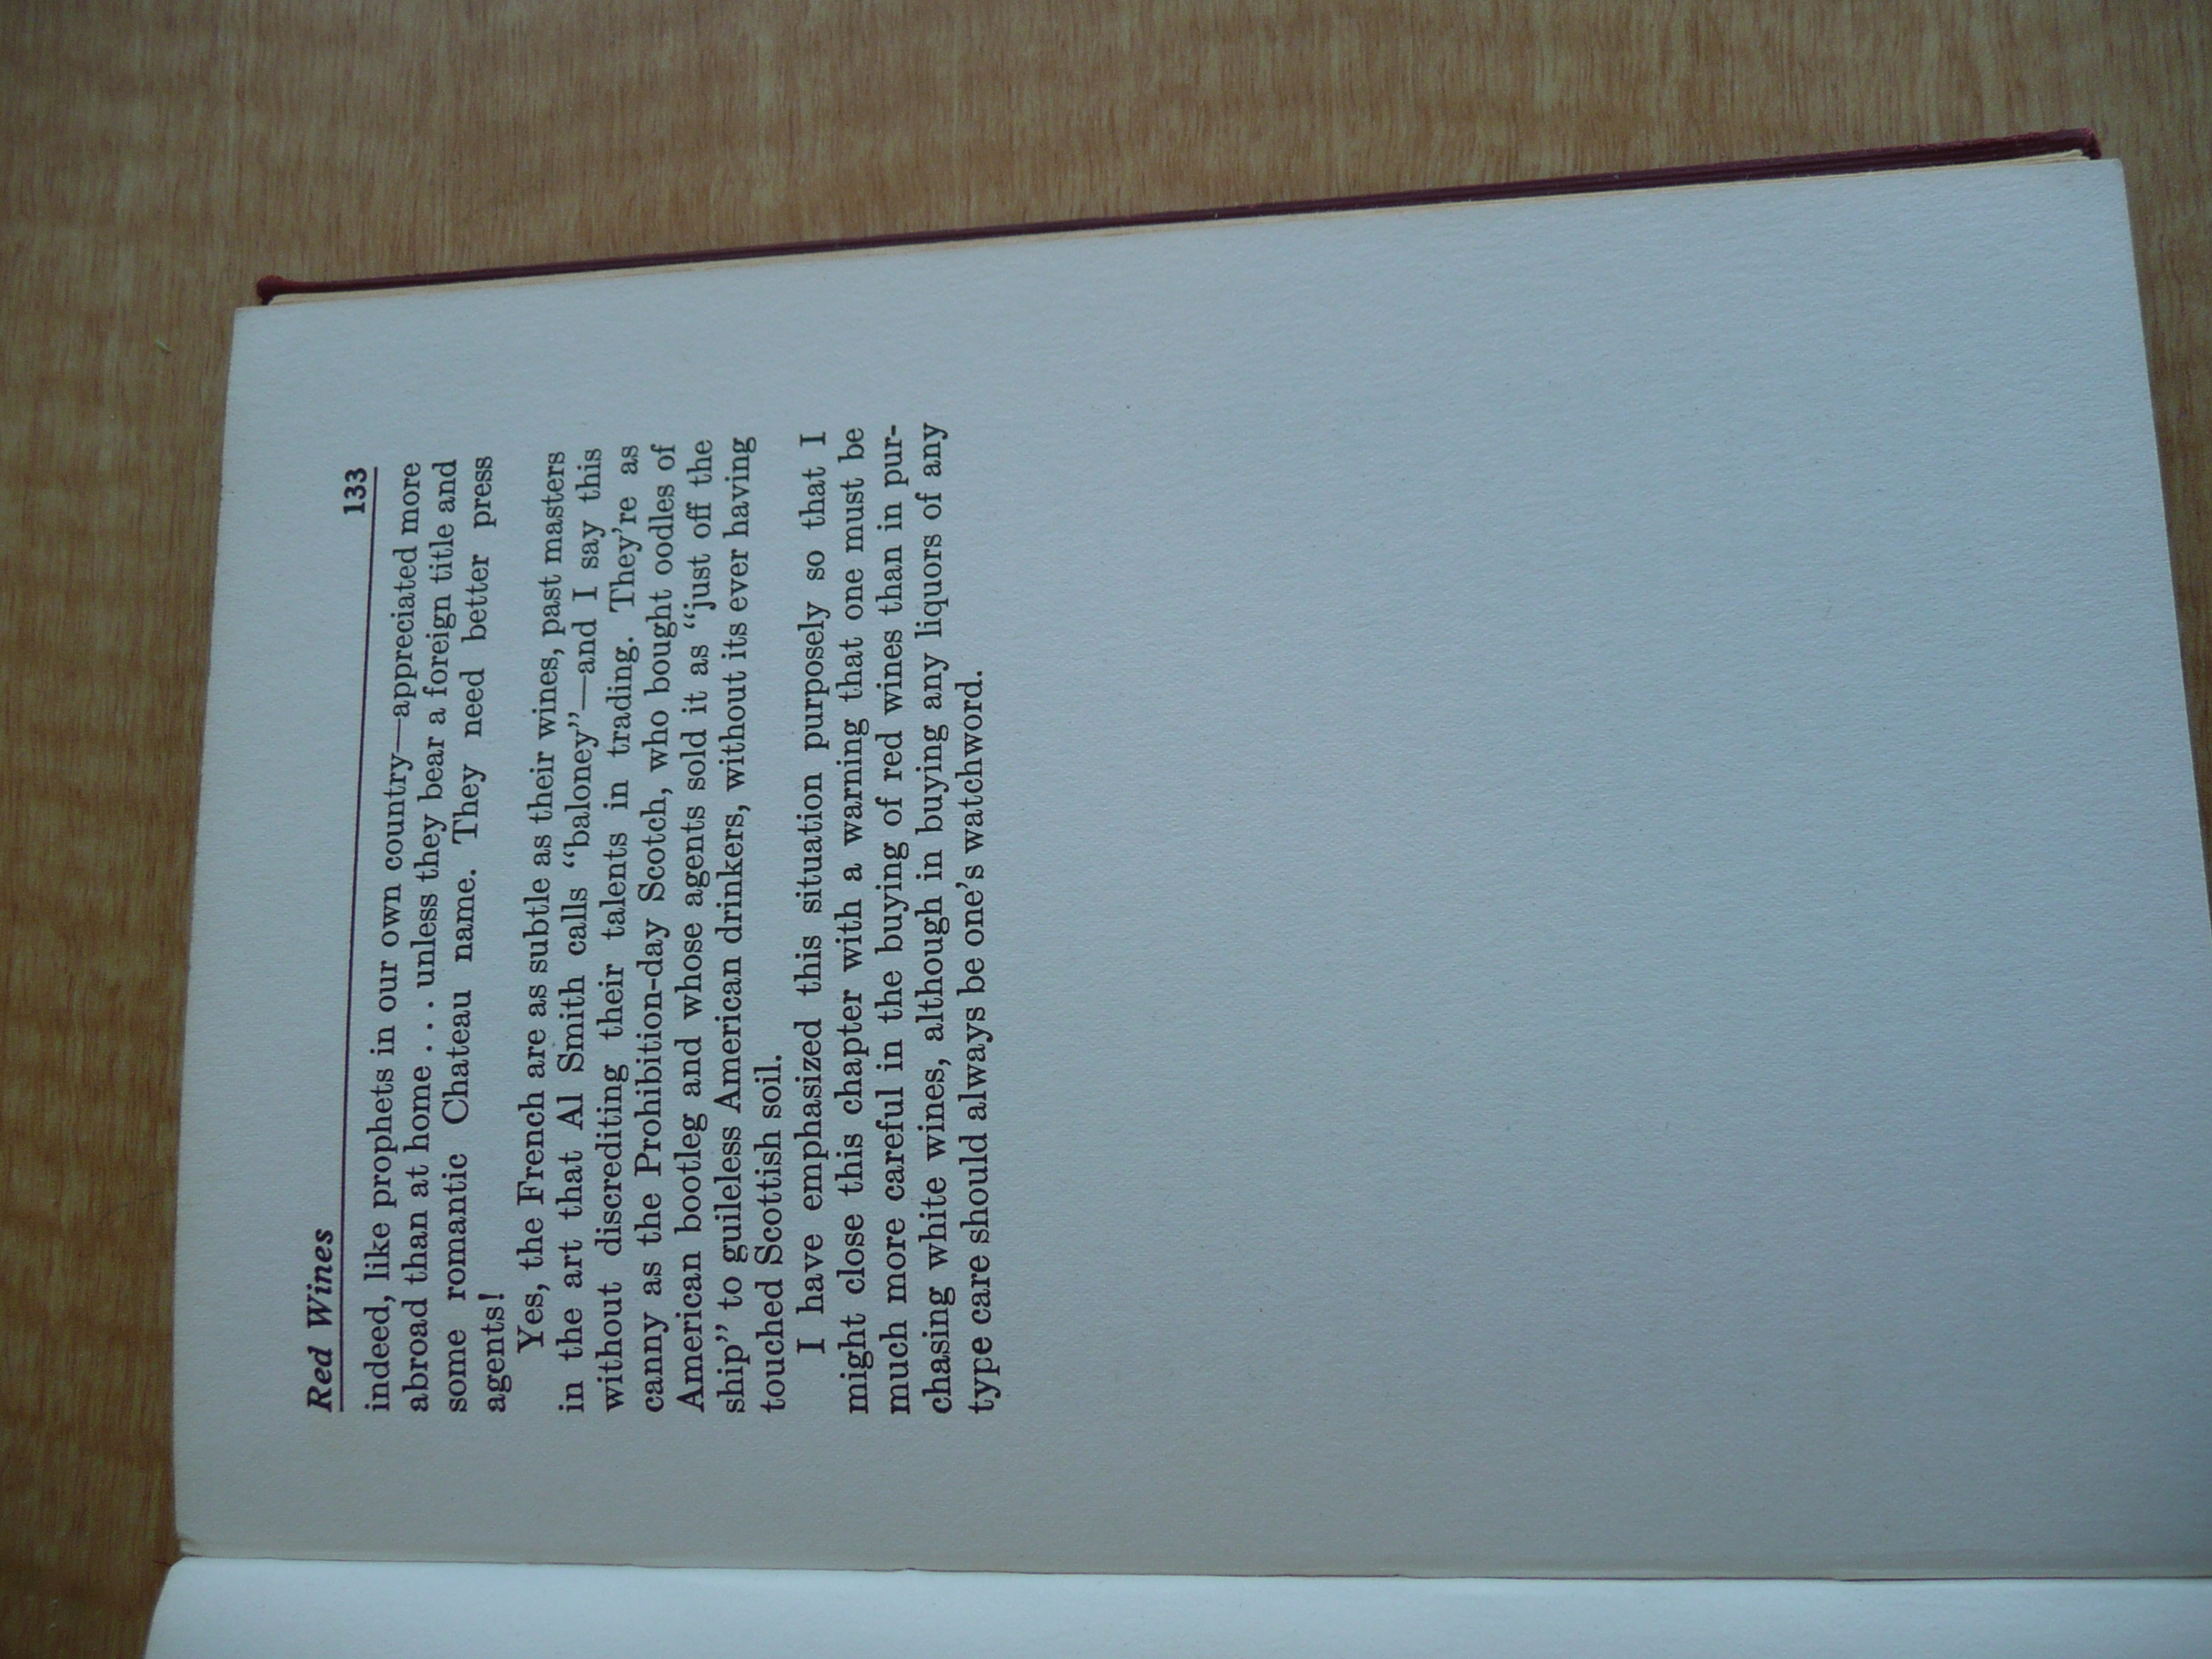 Red Wines 133
indeed, like prophets in our own country—appreciated more
abroad than at home . . . unless they bear a foreign title and
some romantic Chateau name. They need better press
agents!
Yes, the French are as subtle as their wines, past masters
in the art that Al Smith calls “baloney”—and I say this
without discrediting their talents in trading. They're as
canny as the Prohibition-day Scotch, who bought oodles of
American bootleg and whose agents sold it as “just off the
ship” to guileless American drinkers, without its ever having
touched Scottish soil.
I have emphasized this situation purposely so that I
might close this chapter with a warning that one must be
much more careful in the buying of red wines than in pur-
chasing white wines, although in buying any liquors of any
type care should always be one's watchword.